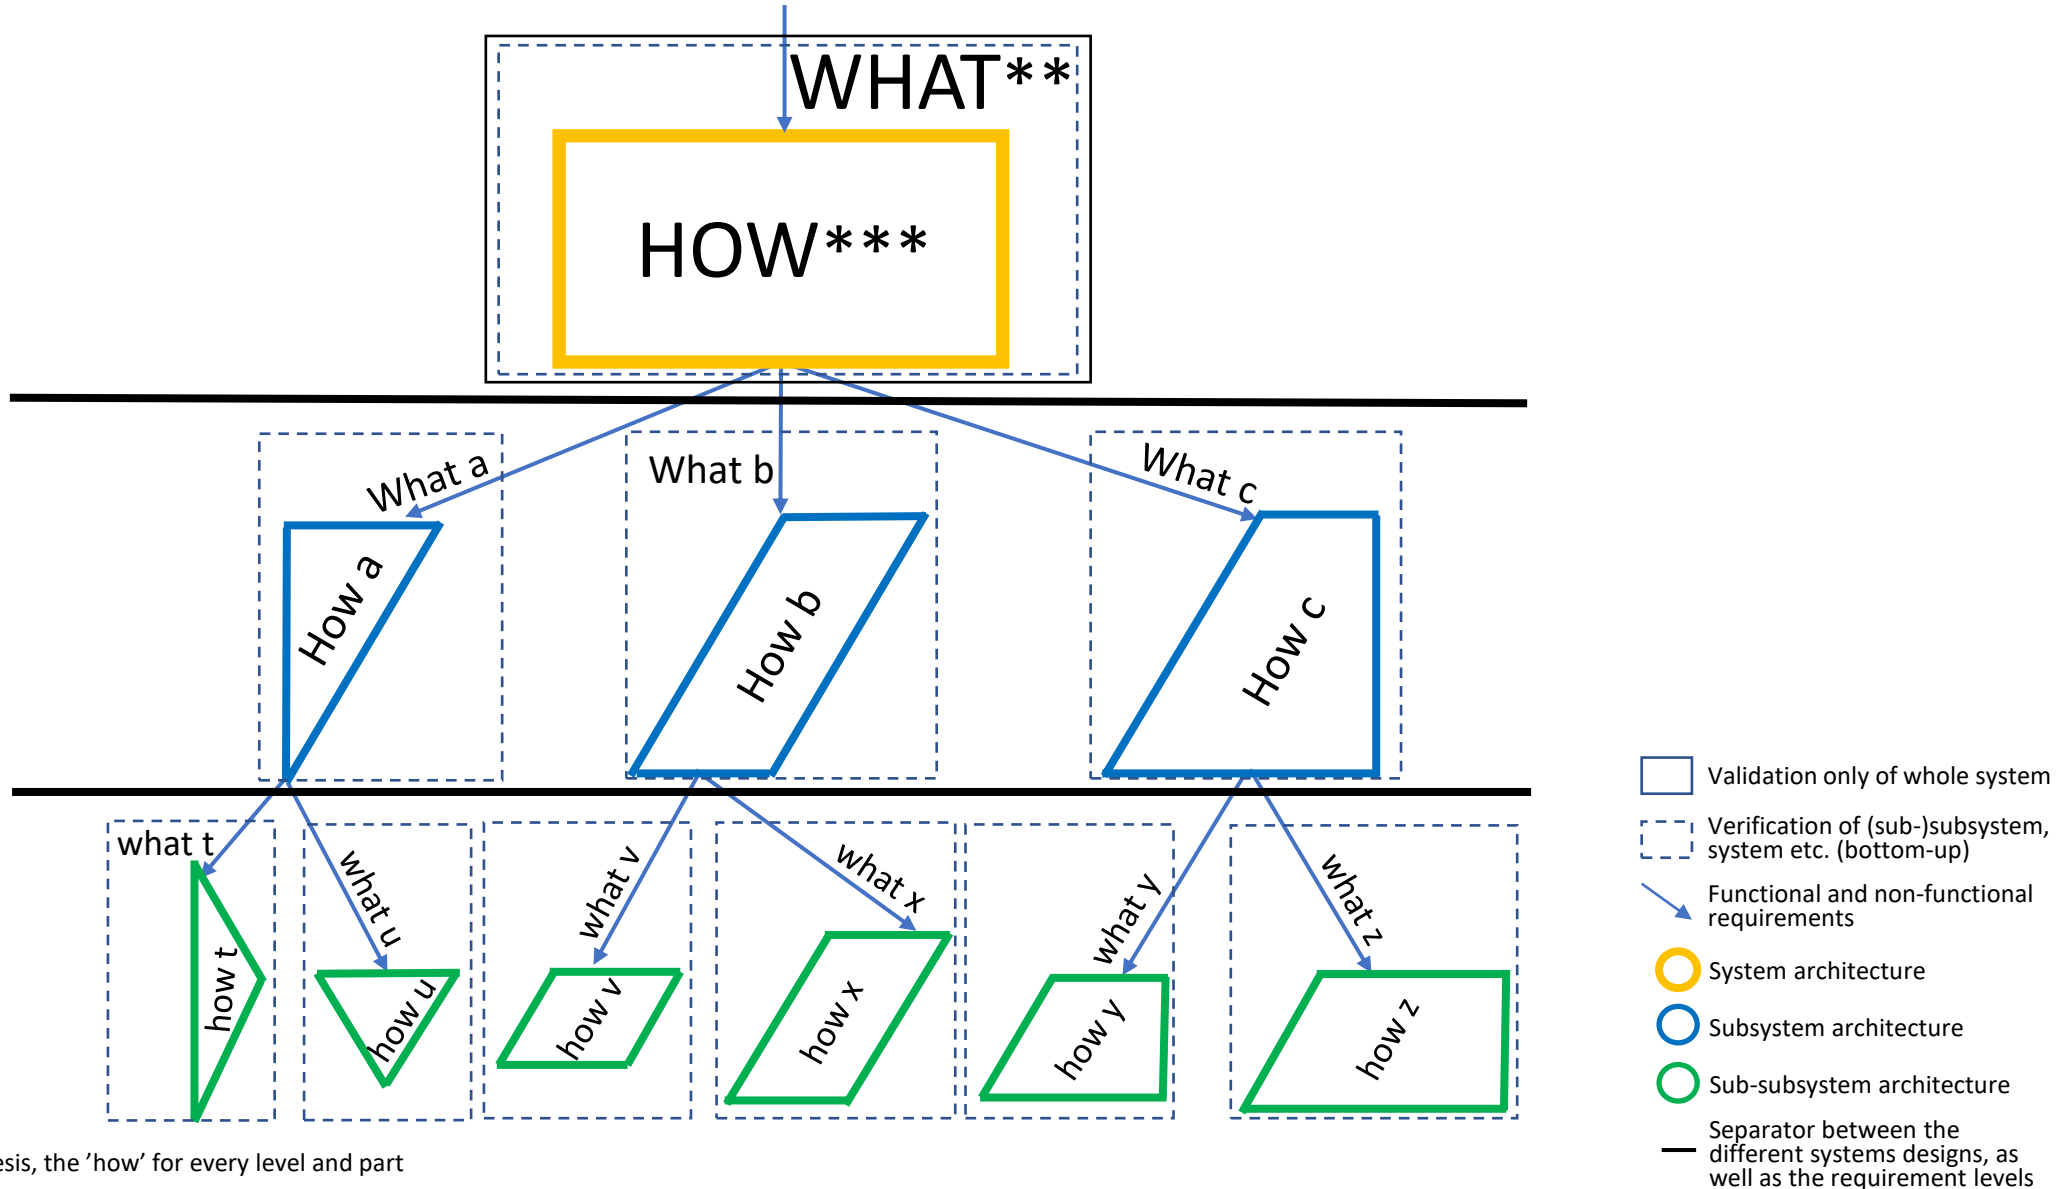 WHAT**
HOW***
What a
What b
What c
How a
How b
How c
what t
what u
what v
what x
what y
what z
how t
how u
how v
how x
how y
how z
Validation only of whole system
Verification of (sub-)subsystem,
system etc. (bottom-up)
Functional and non-functional
requirements
System architecture
Subsystem architecture
Sub-subsystem architecture
Separator between the
different systems designs, as
well as the requirement levels
the ’how’ for every level and part